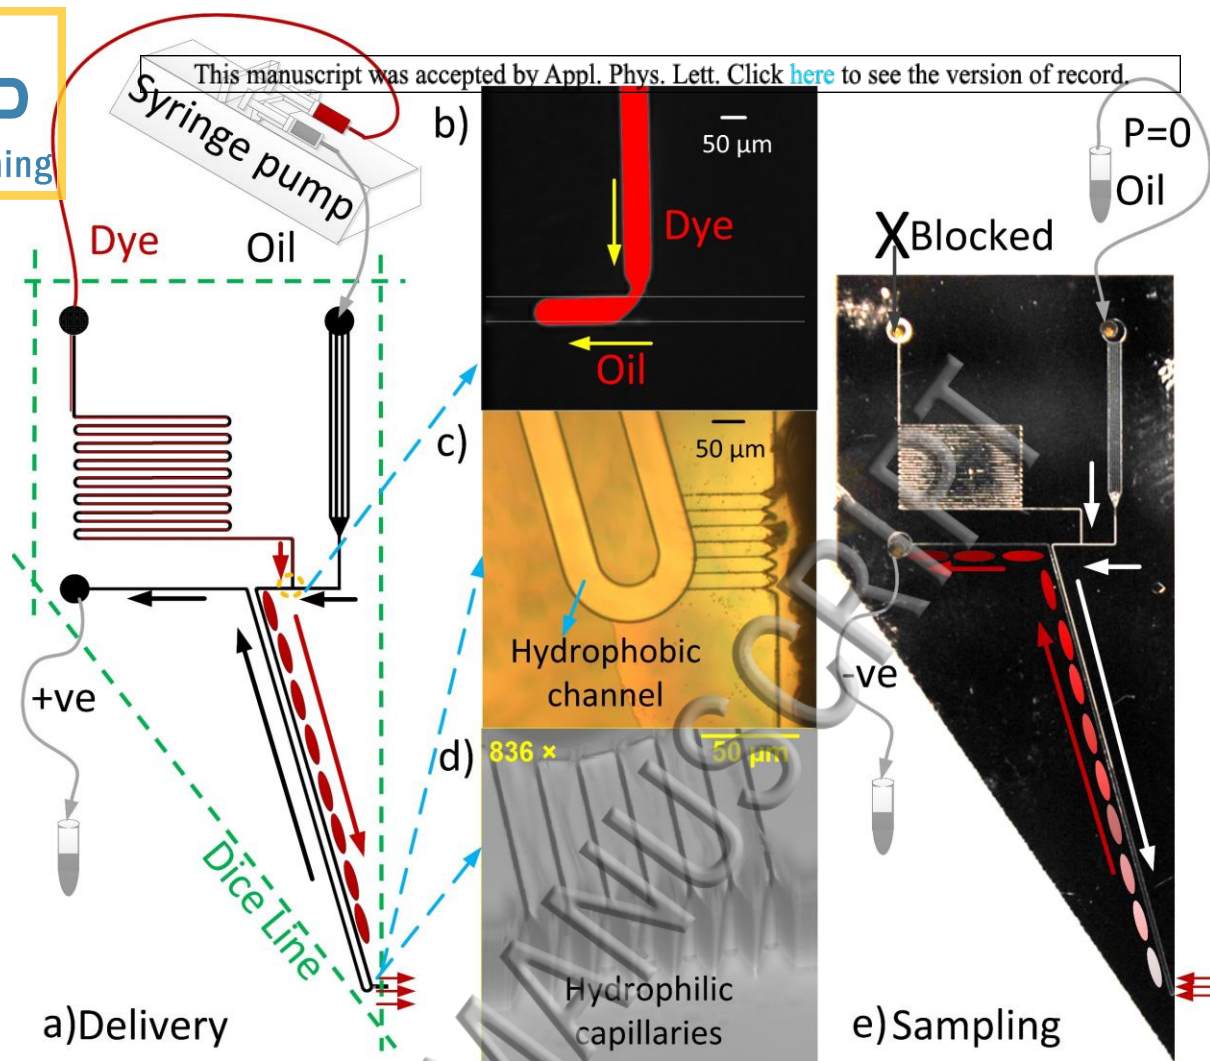 This manuscript was accepted by Appl. Phys. Lett. Click here to see the version of record.
Syringe pump
Dye
Oil
+ve
Dice Line
a) Delivery
b)
50 μm
Dye
Oil
c)
50 μm
Hydrophobic
channel
d)
836 ×
50 μm
Hydrophilic
capillaries
P=0
Oil
X Blocked
-ve
e) Sampling
MANUSCRIPT